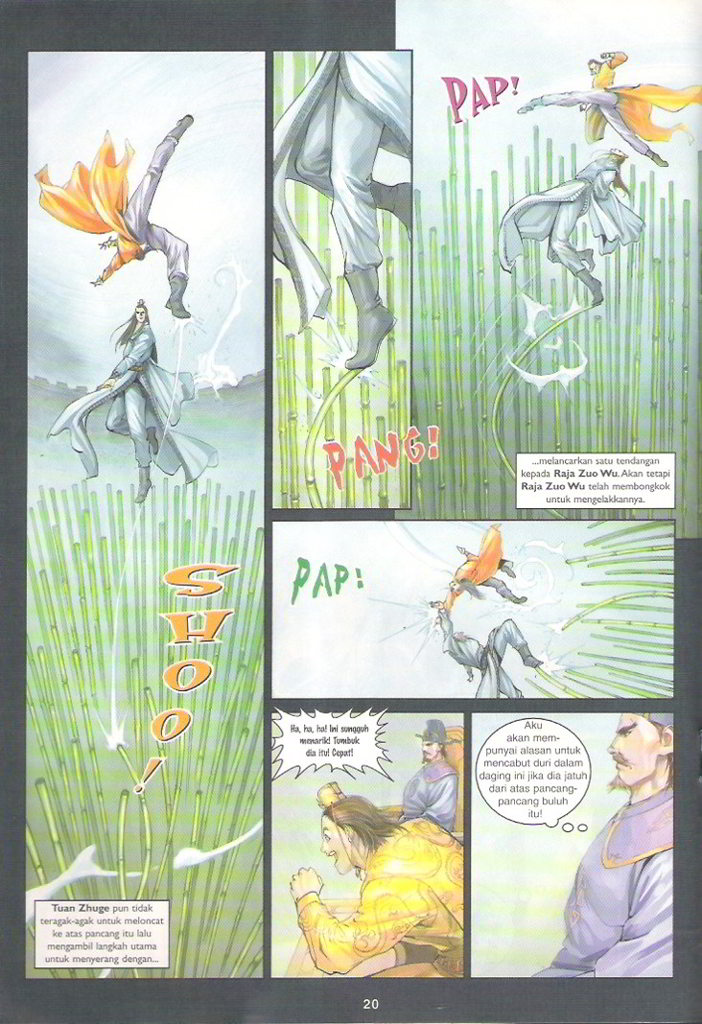 SHOO!
Tuan Zhuge pun tidak
teragak-agak untuk meloncat
ke atas pancang itu lalu
mengambil langkah utama
untuk menyerang dengan...
PANG!
PAP!
...melancarkan satu tendangan
kepada Raja Zuo Wu. Akan tetapi
Raja Zuo Wu telah membongkok
untuk mengelakkannya.
PAP!
Ha, ha, ha! Ini sungguh
menarik! Tumbuk
dia itu! Cepat!
Aku
akan mem-
punyai alasan untuk
mencabut duri dalam
daging ini jika dia jatuh
dari atas pancang-
pancang buluh
itu!
20